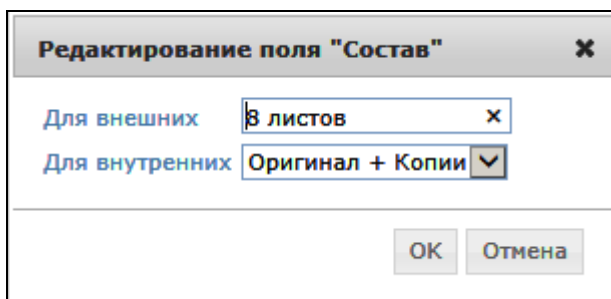 Редактирование поля "Состав"
Для внешних 8 листов
Для внутренних Оригинал + Копии
OK Отмена